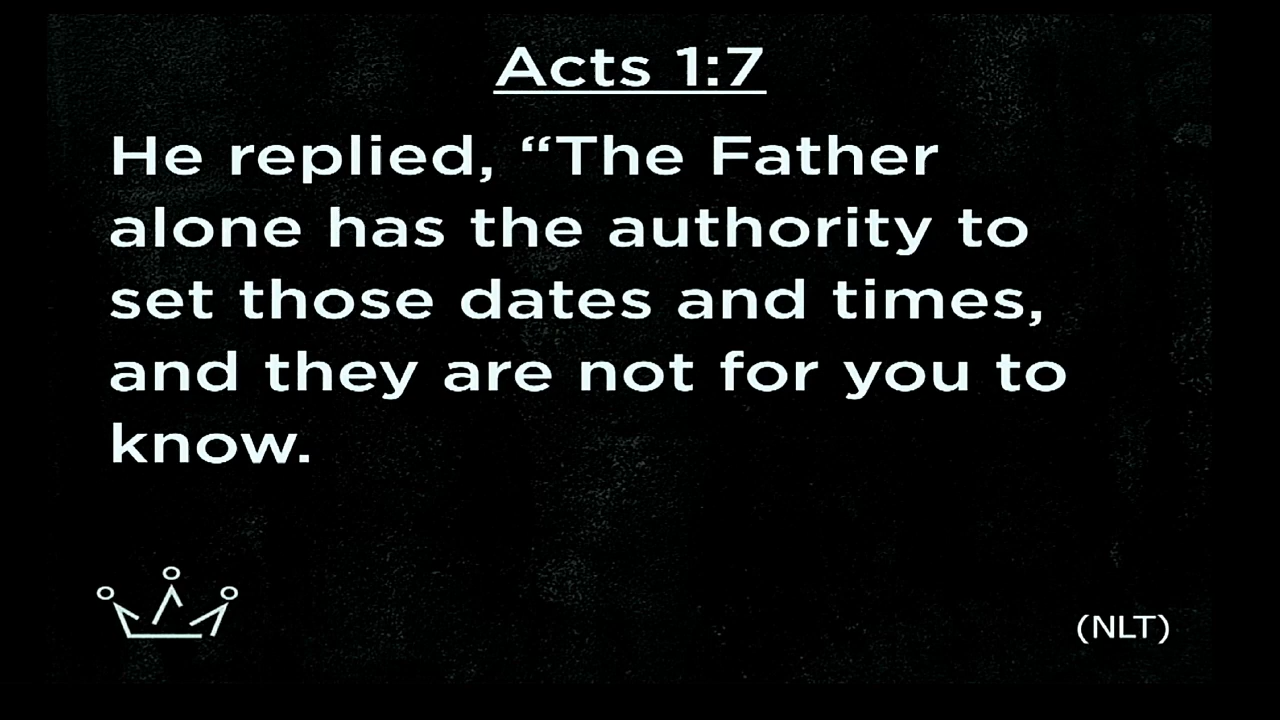 Acts 1:7
He replied, “The Father
alone has the authority to
set those dates and times,
and they are not for you to
know.
(NLT)